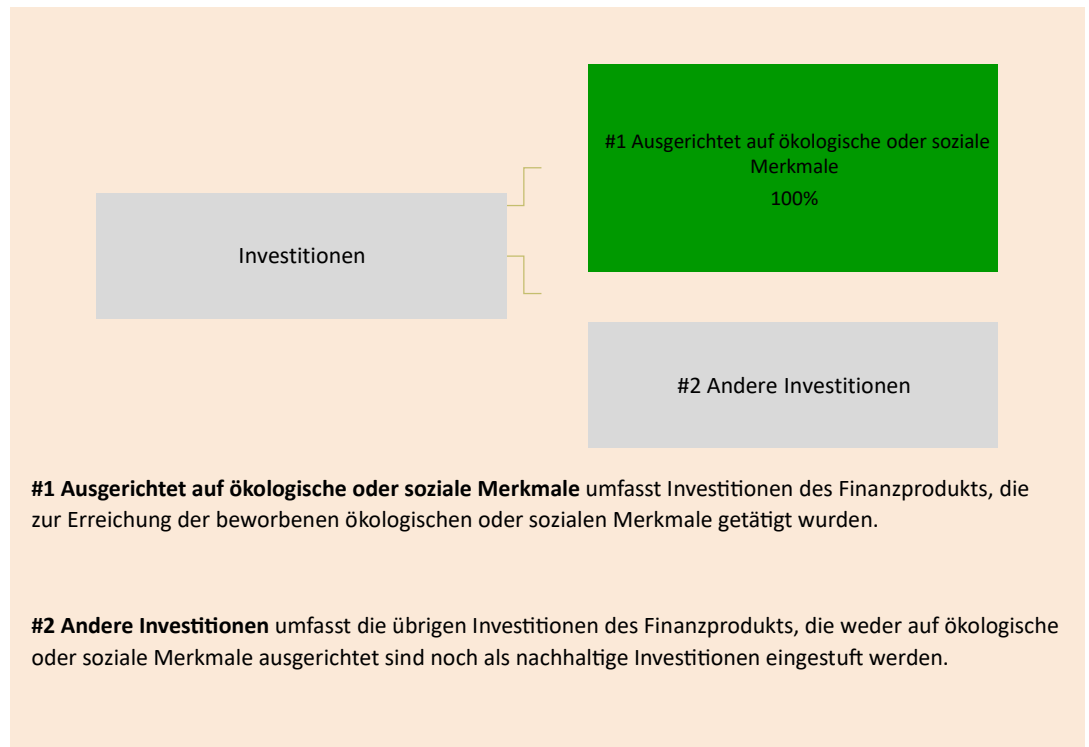 #1 Ausgerichtet auf ökologische oder soziale
Merkmale
100%
Investitionen
#2 Andere Investitionen
#1 Ausgerichtet auf ökologische oder soziale Merkmale umfasst Investitionen des Finanzprodukts, die
zur Erreichung der beworbenen ökologischen oder sozialen Merkmale getätigt wurden.
#2 Andere Investitionen umfasst die übrigen Investitionen des Finanzprodukts, die weder auf ökologische
oder soziale Merkmale ausgerichtet sind noch als nachhaltige Investitionen eingestuft werden.